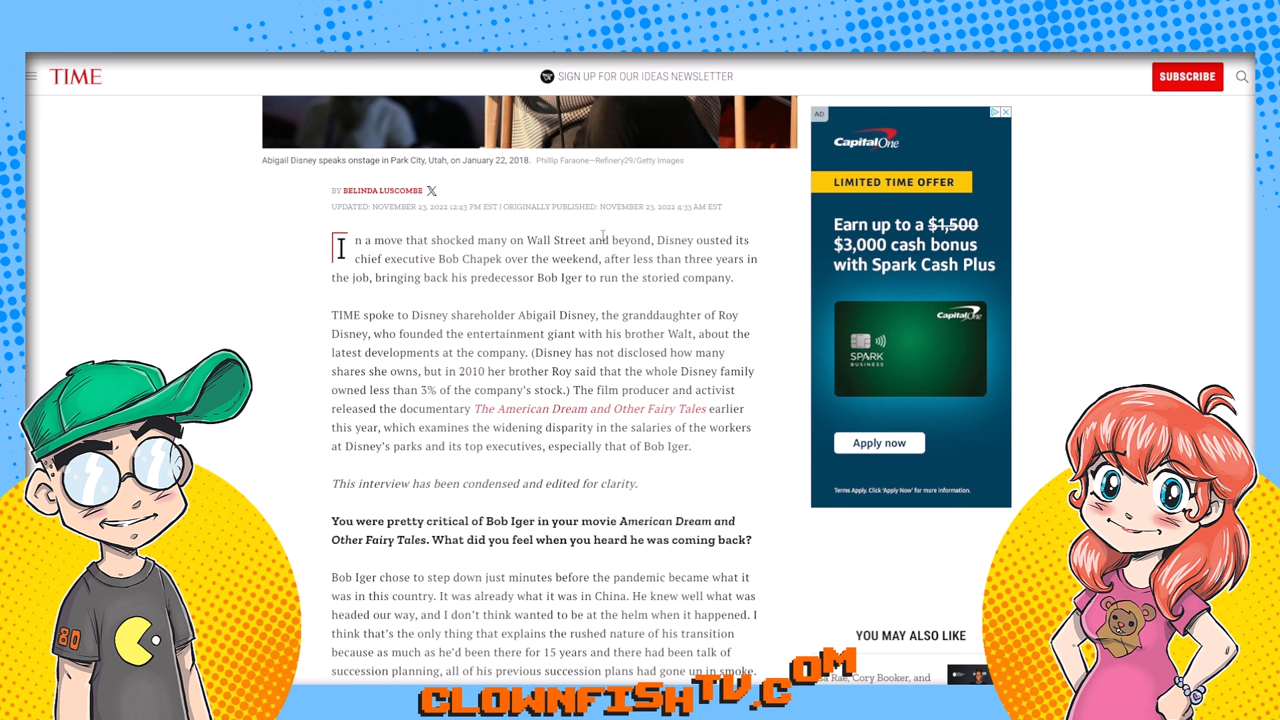 TIME
SIGN UP FOR OUR IDEAS NEWSLETTER
SUBSCRIBE
Abigail Disney speaks onstage in Park City, Utah, on January 22, 2018. Phillip Faraone—Refinery29/Getty Images
BY BELINDA LUSCOMBE X
UPDATED: NOVEMBER 23, 2022 12:43 PM EST | ORIGINALLY PUBLISHED: NOVEMBER 23, 2022 4:33 AM EST
In a move that shocked many on Wall Street and beyond, Disney ousted its
chief executive Bob Chapek over the weekend, after less than three years in
the job, bringing back his predecessor Bob Iger to run the storied company.
TIME spoke to Disney shareholder Abigail Disney, the granddaughter of Roy
Disney, who founded the entertainment giant with his brother Walt, about the
latest developments at the company. (Disney has not disclosed how many
shares she owns, but in 2010 her brother Roy said that the whole Disney family
owned less than 3% of the company's stock.) The film producer and activist
released the documentary The American Dream and Other Fairy Tales earlier
this year, which examines the widening disparity in the salaries of the workers
at Disney's parks and its top executives, especially that of Bob Iger.
This interview has been condensed and edited for clarity.
You were pretty critical of Bob Iger in your movie American Dream and
Other Fairy Tales. What did you feel when you heard he was coming back?
Bob Iger chose to step down just minutes before the pandemic became what it
was in this country. It was already what it was in China. He knew well what was
headed our way, and I don't think wanted to be at the helm when it happened. I
think that's the only thing that explains the rushed nature of his transition
because as much as he'd been there for 15 years and there had been talk of
succession planning, all of his previous succession plans had gone up in smoke.
AD
CapitalOne
LIMITED TIME OFFER
Earn up to a $1,500
$3,000 cash bonus
with Spark Cash Plus
CapitalOne
SPARK
BUSINESS
Apply now
Terms Apply. Click 'Apply Now' for more information.
YOU MAY ALSO LIKE
Rae, Cory Booker, and
80
CLOWNFISHTV.COM